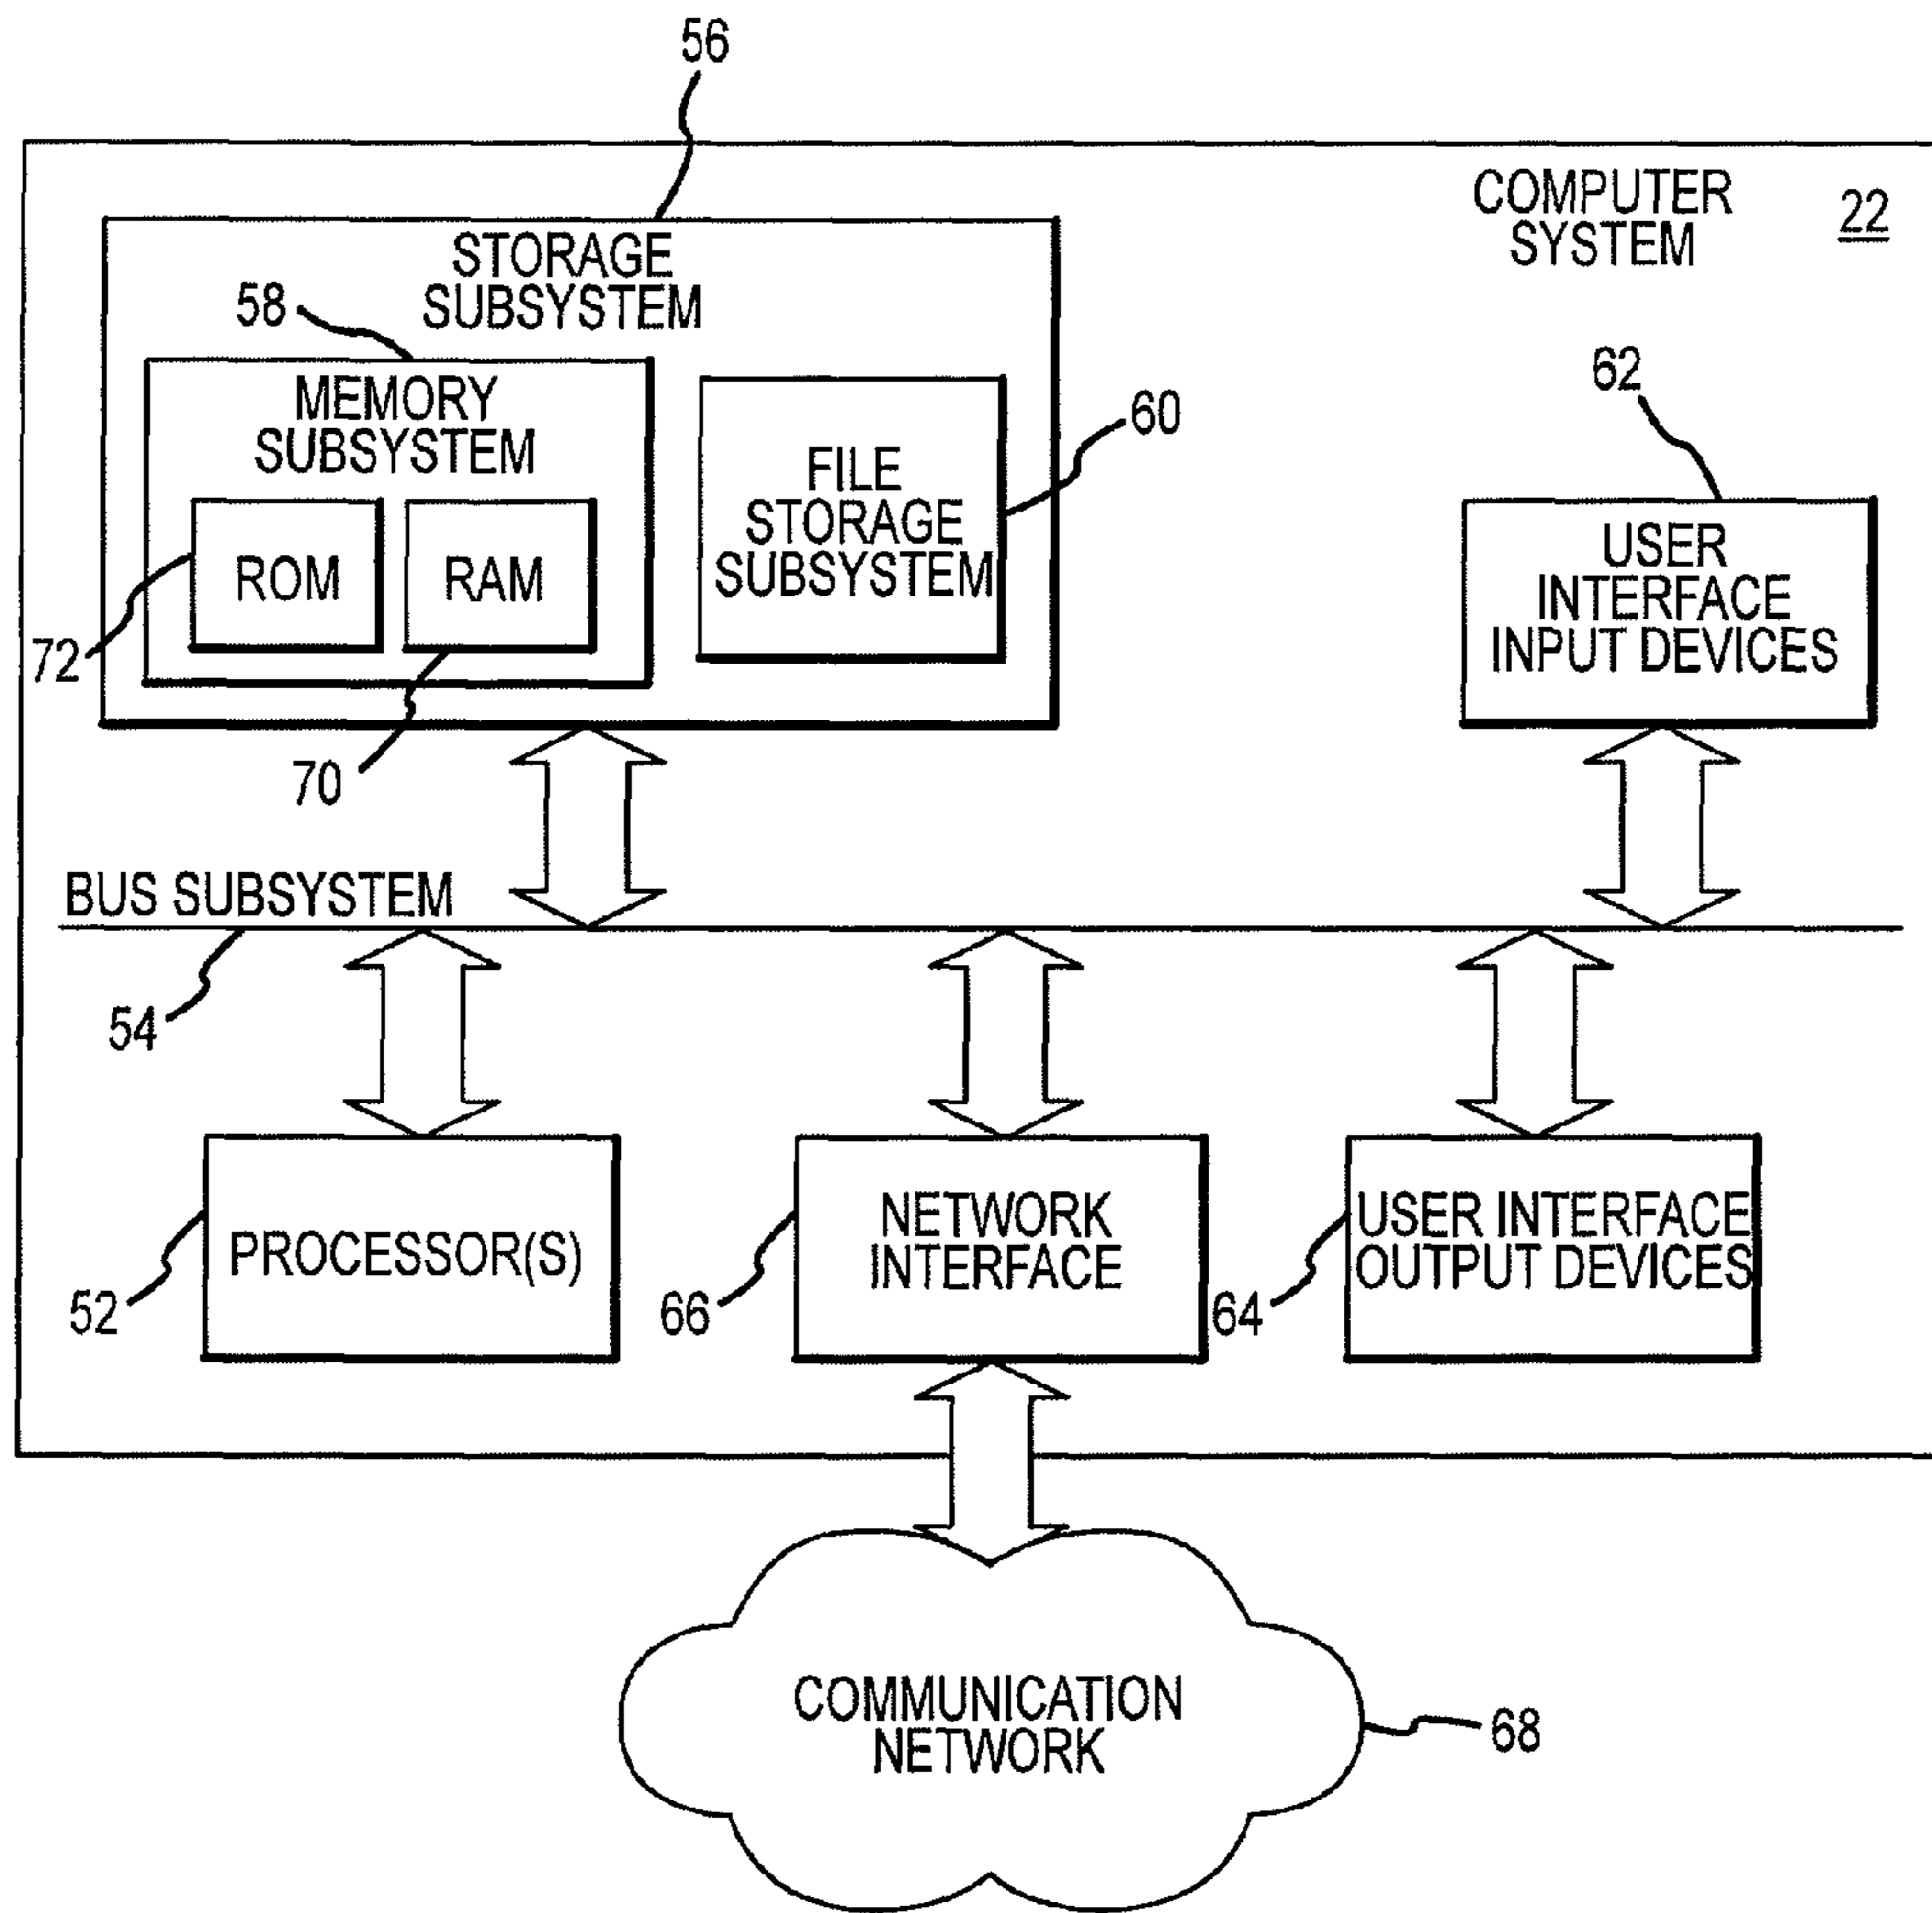 56
COMPUTER
SYSTEM
22
STORAGE
SUBSYSTEM
58
MEMORY
SUBSYSTEM
ROM
RAM
72
70
FILE
STORAGE
SUBSYSTEM
60
62
USER
INTERFACE
INPUT DEVICES
BUS SUBSYSTEM
54
PROCESSOR(S)
52
NETWORK
INTERFACE
66
USER INTERFACE
OUTPUT DEVICES
64
COMMUNICATION
NETWORK
68